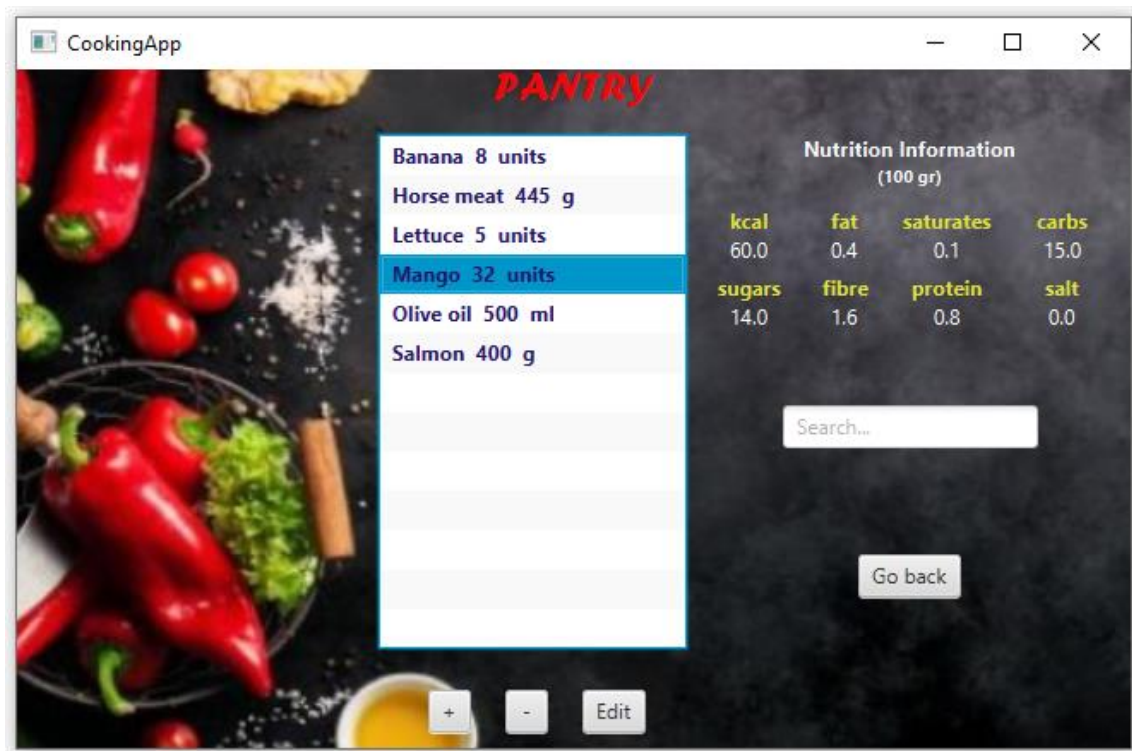 CookingApp
PANTRY
Banana 8 units
Horse meat 445 g
Lettuce 5 units
Mango 32 units
Olive oil 500 ml
Salmon 400 g
Nutrition Information
(100 gr)
kcal fat saturates carbs
60.0 0.4 0.1 15.0
sugars fibre protein salt
14.0 1.6 0.8 0.0
Search...
Go back
+ - Edit